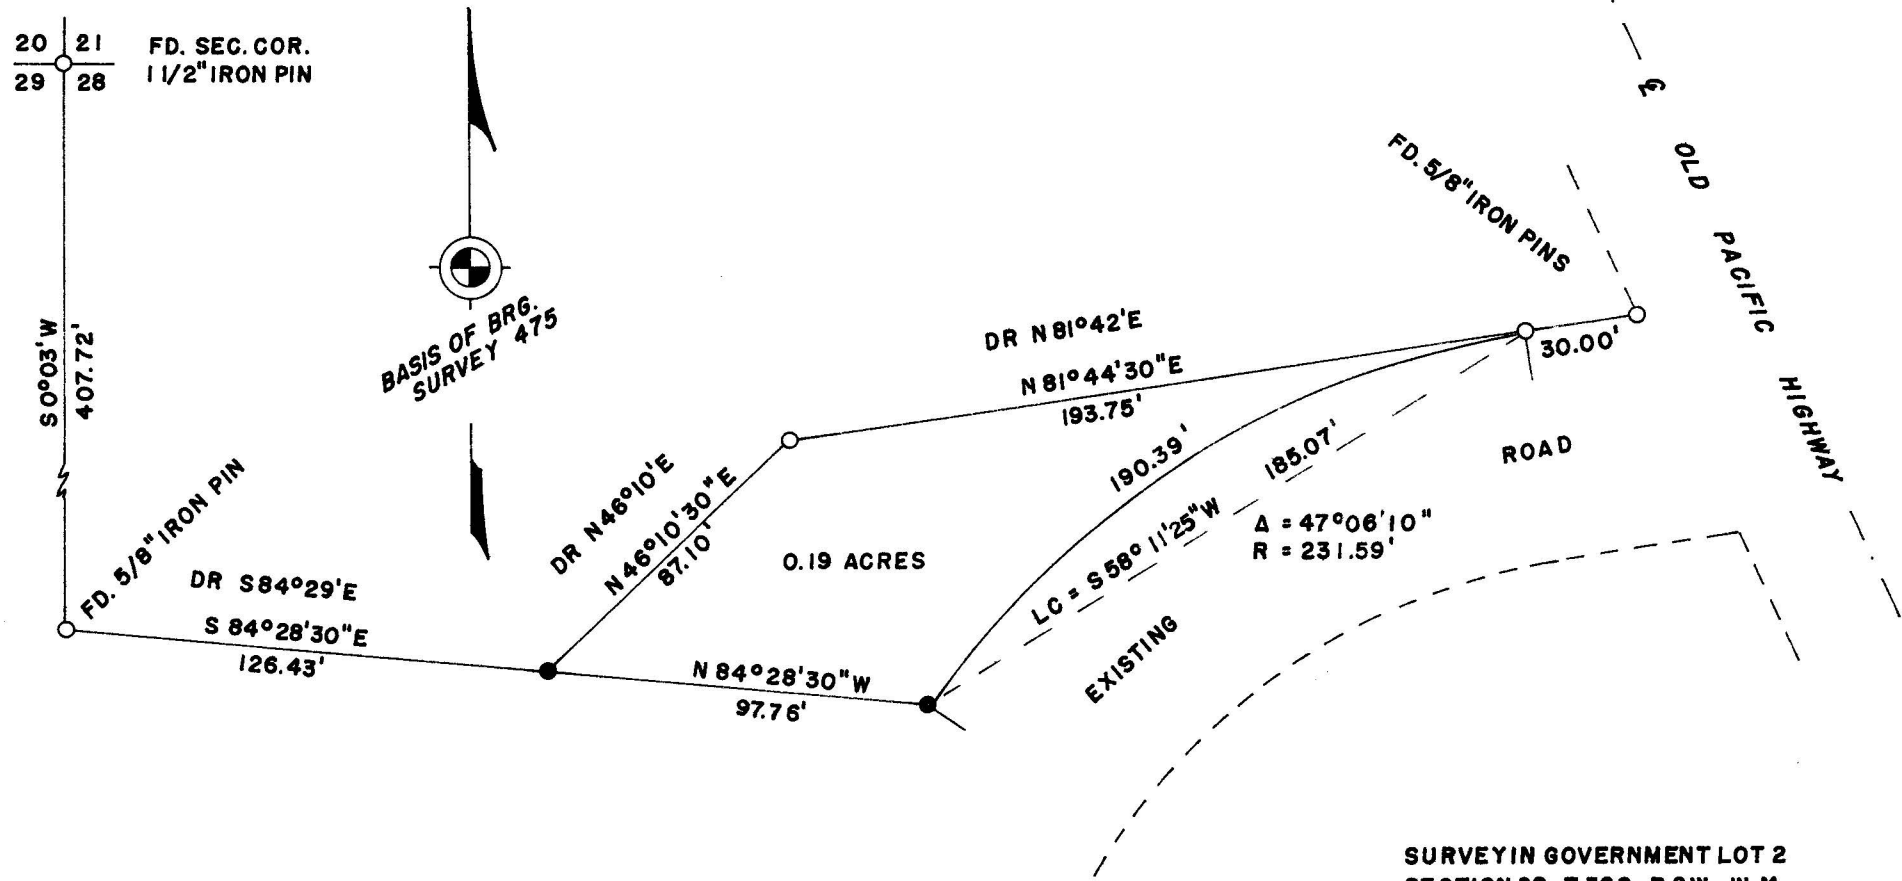 20 21
29 28
FD. SEC. COR.
1 1/2" IRON PIN
S 0°03' W
407.72'
BASIS OF BRG.
SURVEY 475
FD. 5/8" IRON PIN
DR S 84°29' E
S 84°28'30" E
126.43'
DR N 46°10' E
N 46°10'30" E
87.10'
N 84°28'30" W
97.76'
0.19 ACRES
DR N 81°42' E
N 81°44'30" E
193.75'
190.39'
185.07'
LC = S 58° 11'25" W
Δ = 47°06'10"
R = 231.59'
EXISTING
ROAD
30.00'
FD. 5/8" IRON PINS
℄ OLD PACIFIC HIGHWAY
SURVEY IN GOVERNMENT LOT 2